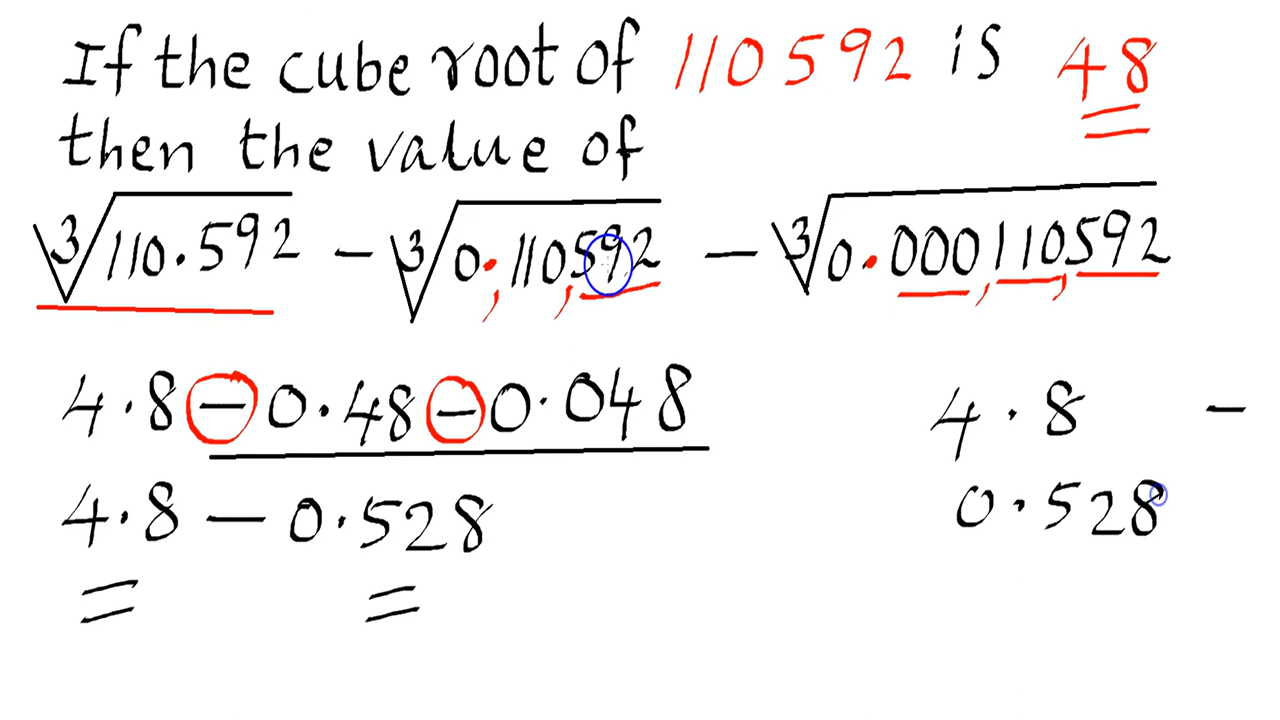 If the cube root of 110592 is 48
then the value of
∛110.592 − ∛0.110592 − ∛0.000110592
4.8 − 0.48 − 0.048
4.8 −
4.8 − 0.528
0.528
= =